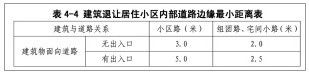 表 4-4 建筑退让居住小区内部道路边缘最小距离表
建筑与道路关系 小区路（米） 组团路、宅间小路（米）
建筑物面向道路 无出入口 3.0 2.0
有出入口 5.0 2.5